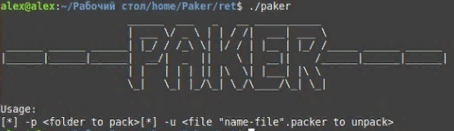 alex@alex:~/Рабочий стол/home/Paker/ret$ ./paker
PAKER
Usage:
[*] -p <folder to pack>[*] -u <file "name-file".packer to unpack>